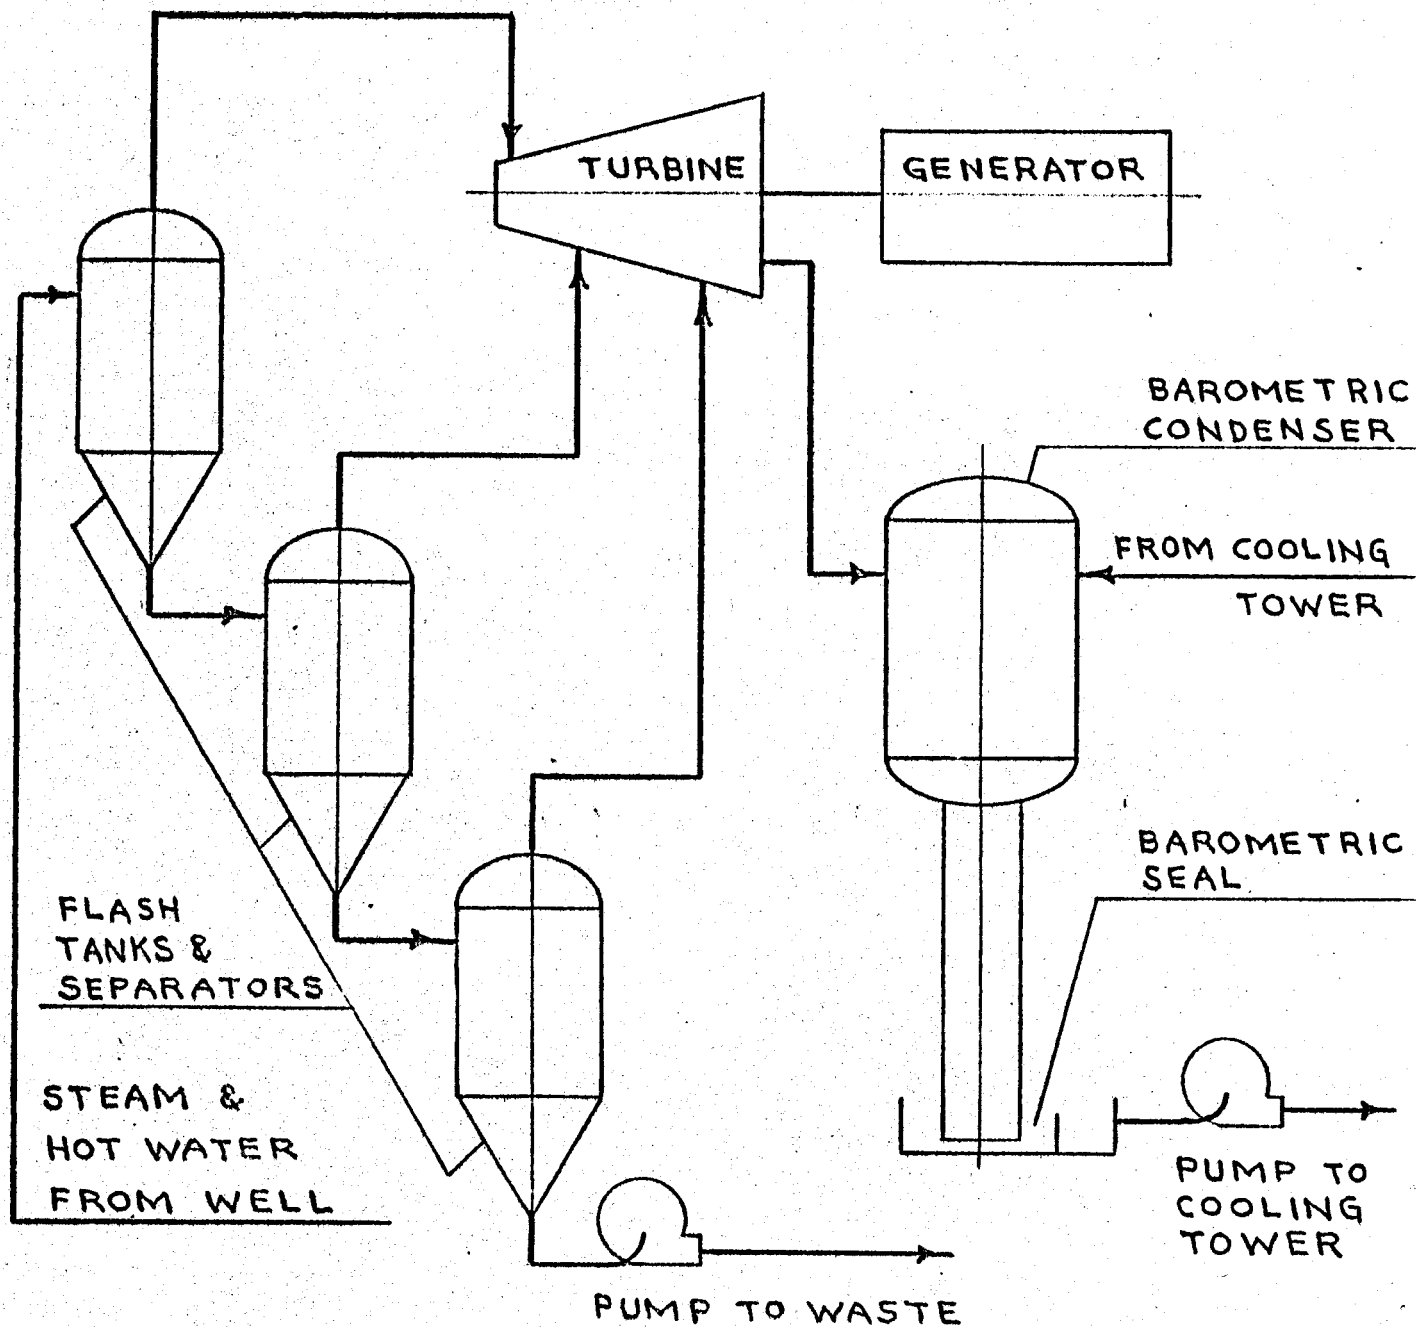 TURBINE
GENERATOR
BAROMETRIC
CONDENSER
FROM COOLING
TOWER
BAROMETRIC
SEAL
FLASH
TANKS &
SEPARATORS
STEAM &
HOT WATER
FROM WELL
PUMP TO
COOLING
TOWER
PUMP TO WASTE